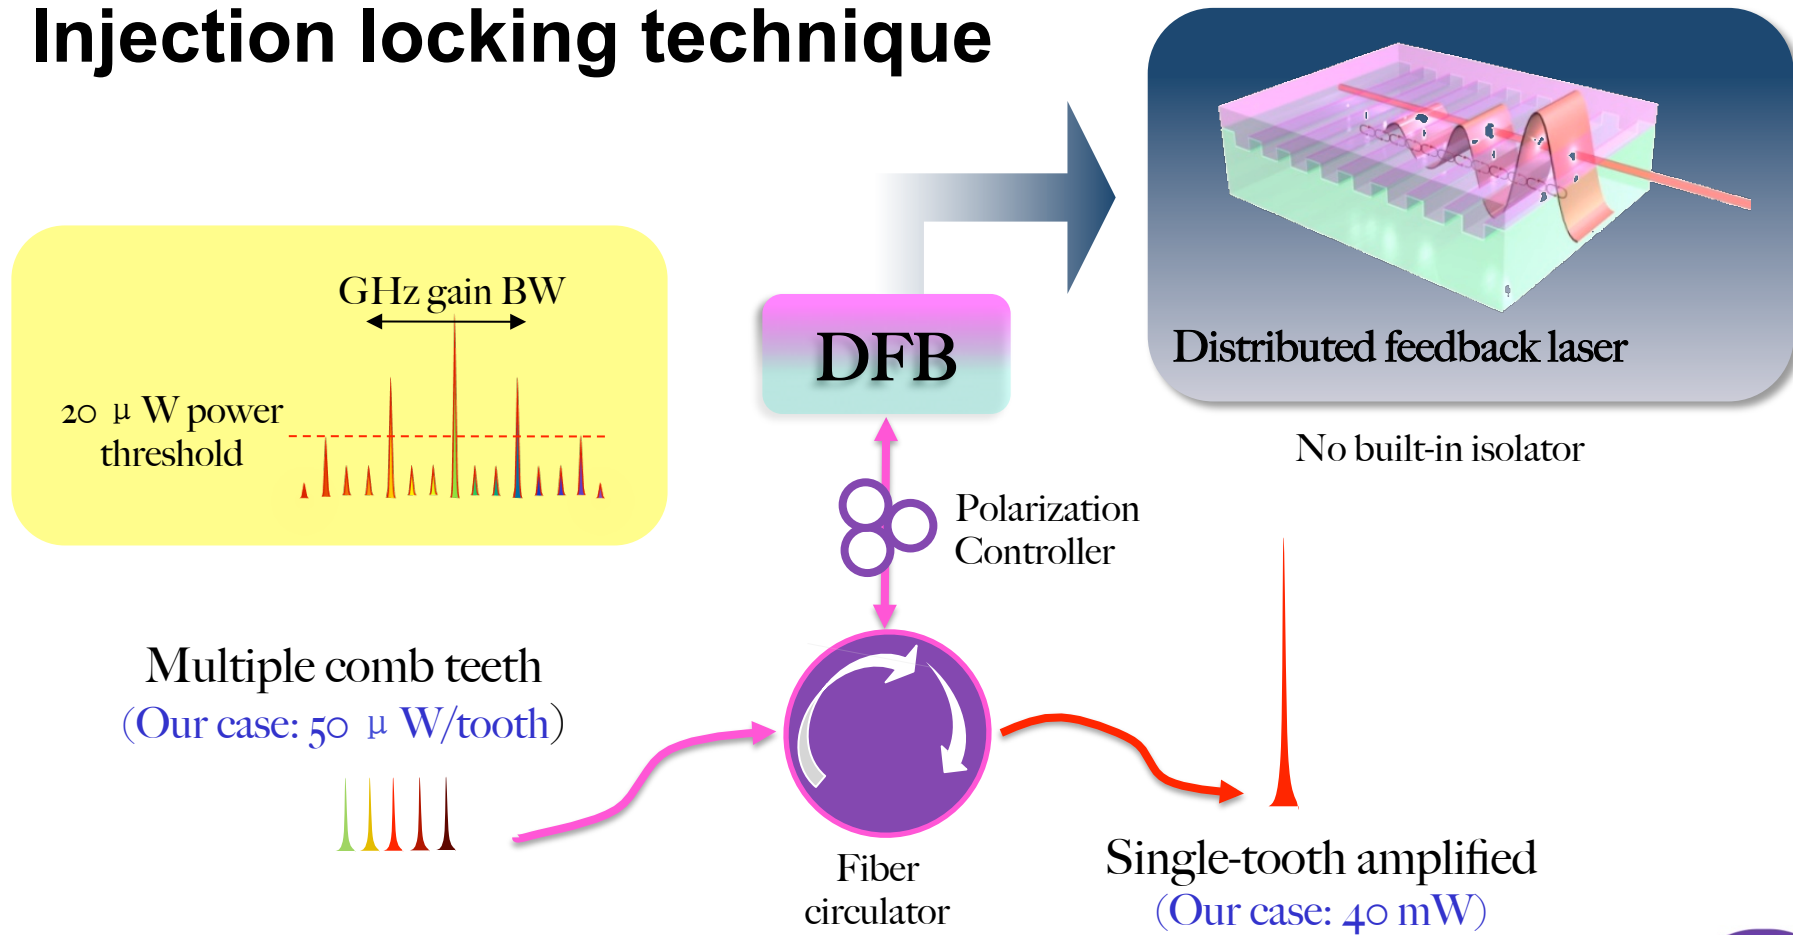 Injection locking technique
GHz gain BW
20 μ W power
threshold
DFB
Distributed feedback laser
No built-in isolator
Polarization
Controller
Multiple comb teeth
(Our case: 50 μ W/tooth)
Fiber
circulator
Single-tooth amplified
(Our case: 40 mW)